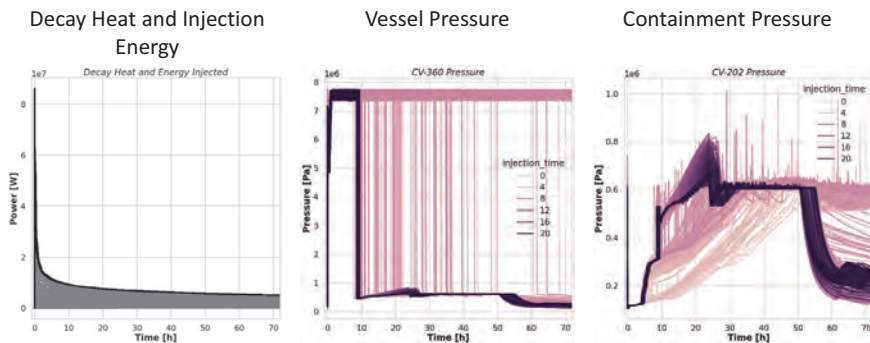 Decay Heat and Injection
Energy
Vessel Pressure
Containment Pressure
1e7
Decay Heat and Energy Injected
Power [W]
8
6
4
2
0
0 10 20 30 40 50 60 70
Time [h]
1e6
CV-360 Pressure
Pressure [Pa]
8
7
6
5
4
3
2
1
0
injection_time
0
4
8
12
16
20
0 10 20 30 40 50 60 70
Time [h]
1e6
CV-202 Pressure
Pressure [Pa]
1.0
0.8
0.6
0.4
0.2
injection_time
0
4
8
12
16
20
0 10 20 30 40 50 60 70
Time [h]